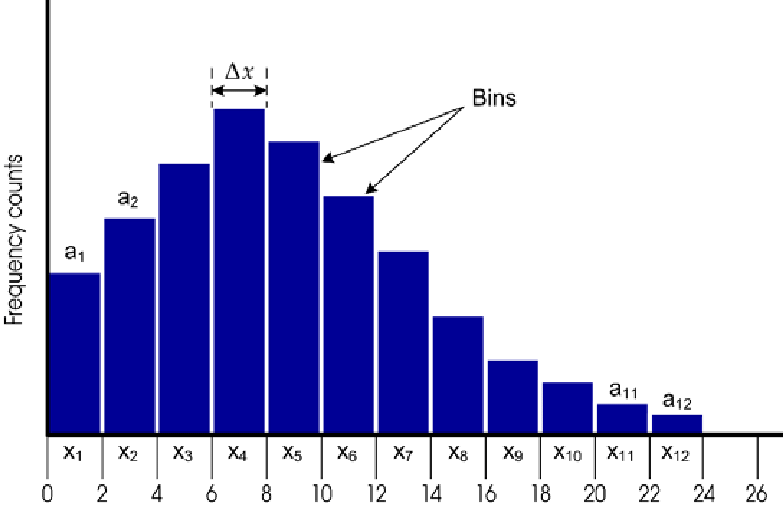 Δx
Bins
a₂
a₁
a₁₁
a₁₂
Frequency counts
x₁ x₂ x₃ x₄ x₅ x₆ x₇ x₈ x₉ x₁₀ x₁₁ x₁₂
0 2 4 6 8 10 12 14 16 18 20 22 24 26